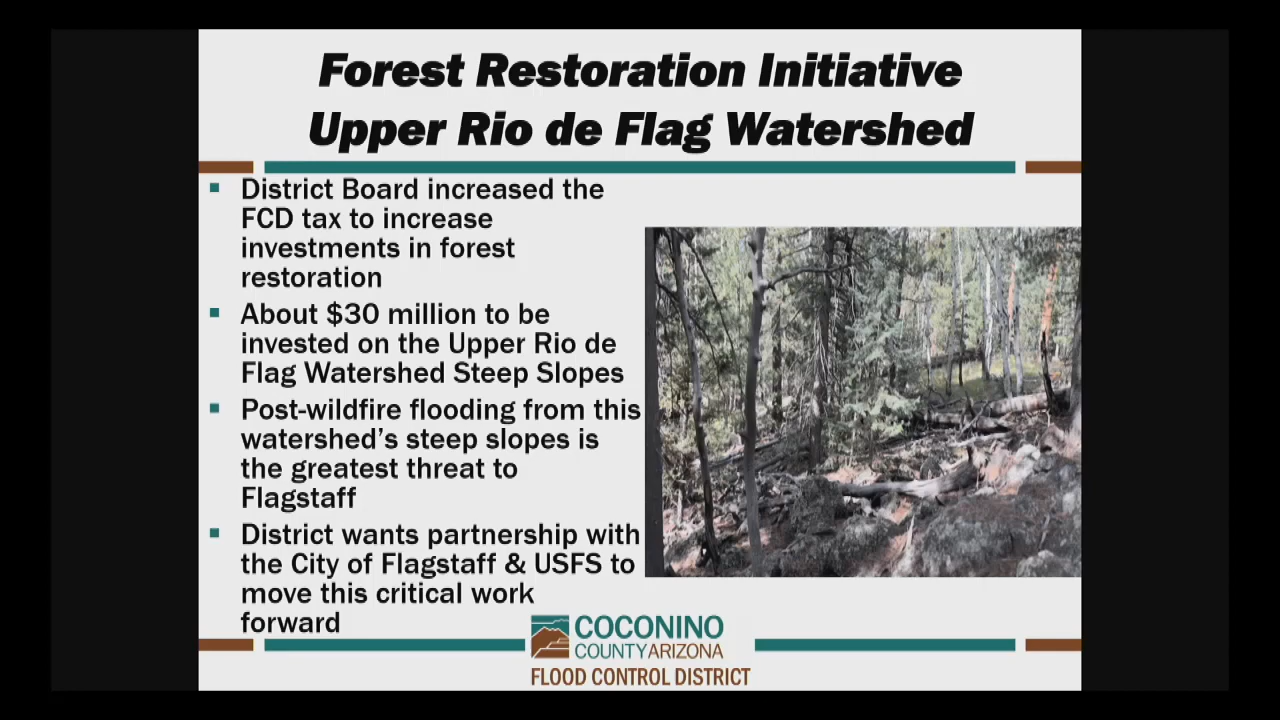 Forest Restoration Initiative
Upper Rio de Flag Watershed
▪ District Board increased the
FCD tax to increase
investments in forest
restoration
▪ About $30 million to be
invested on the Upper Rio de
Flag Watershed Steep Slopes
▪ Post-wildfire flooding from this
watershed's steep slopes is
the greatest threat to
Flagstaff
▪ District wants partnership with
the City of Flagstaff & USFS to
move this critical work
forward
COCONINO
COUNTY ARIZONA
FLOOD CONTROL DISTRICT